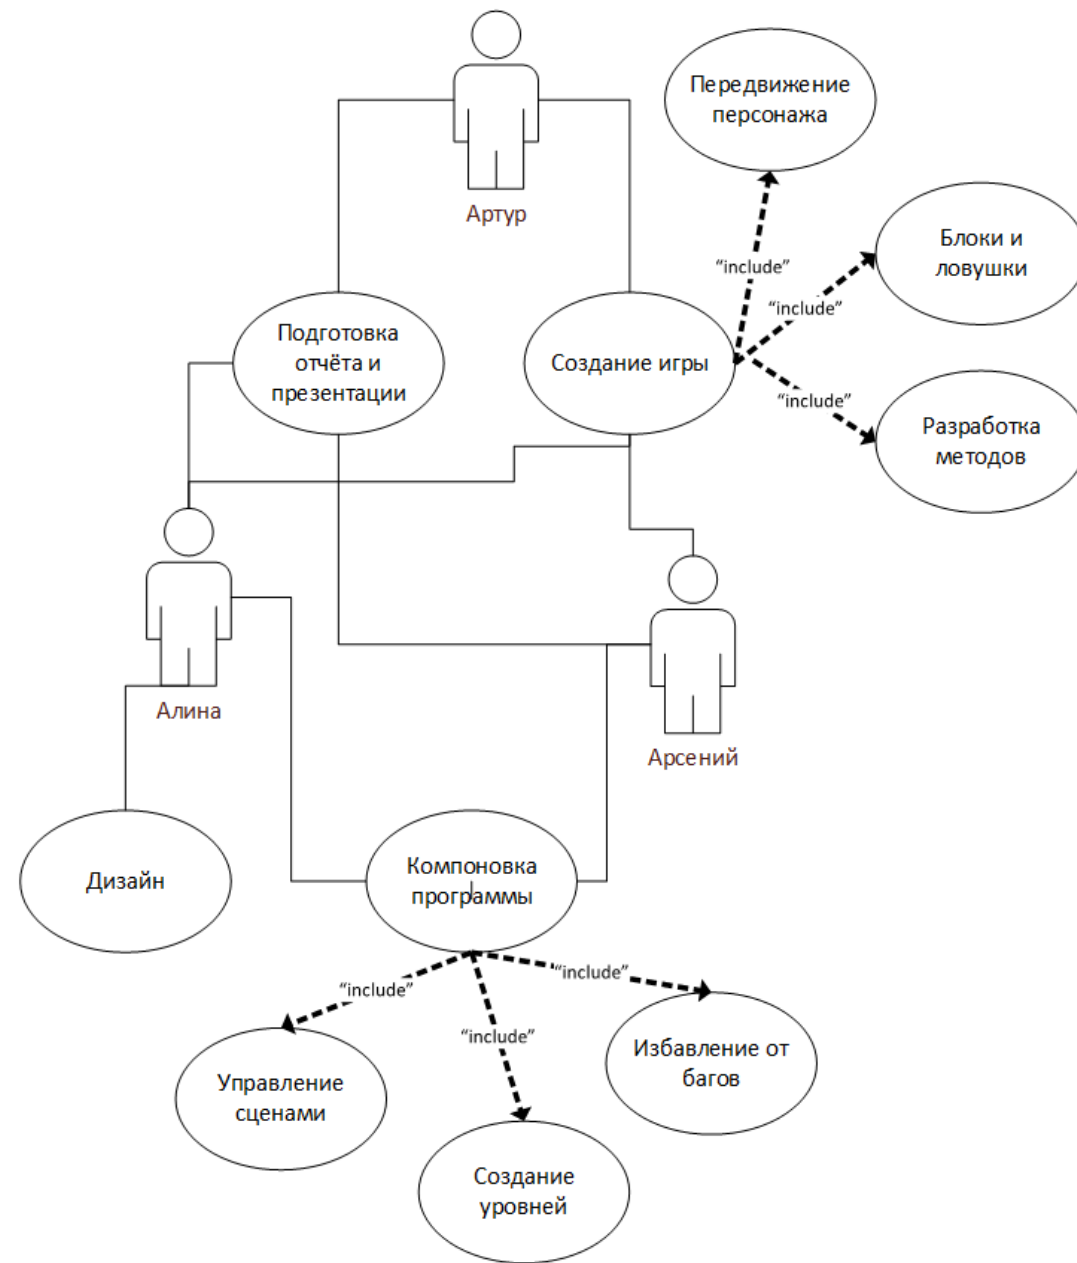 Артур
Передвижение
персонажа
"include"
Блоки и
ловушки
"include"
"include"
Разработка
методов
Подготовка
отчёта и
презентации
Создание игры
Алина
Арсений
Дизайн
Компоновка
программы
"include"
"include"
"include"
Управление
сценами
Создание
уровней
Избавление от
багов